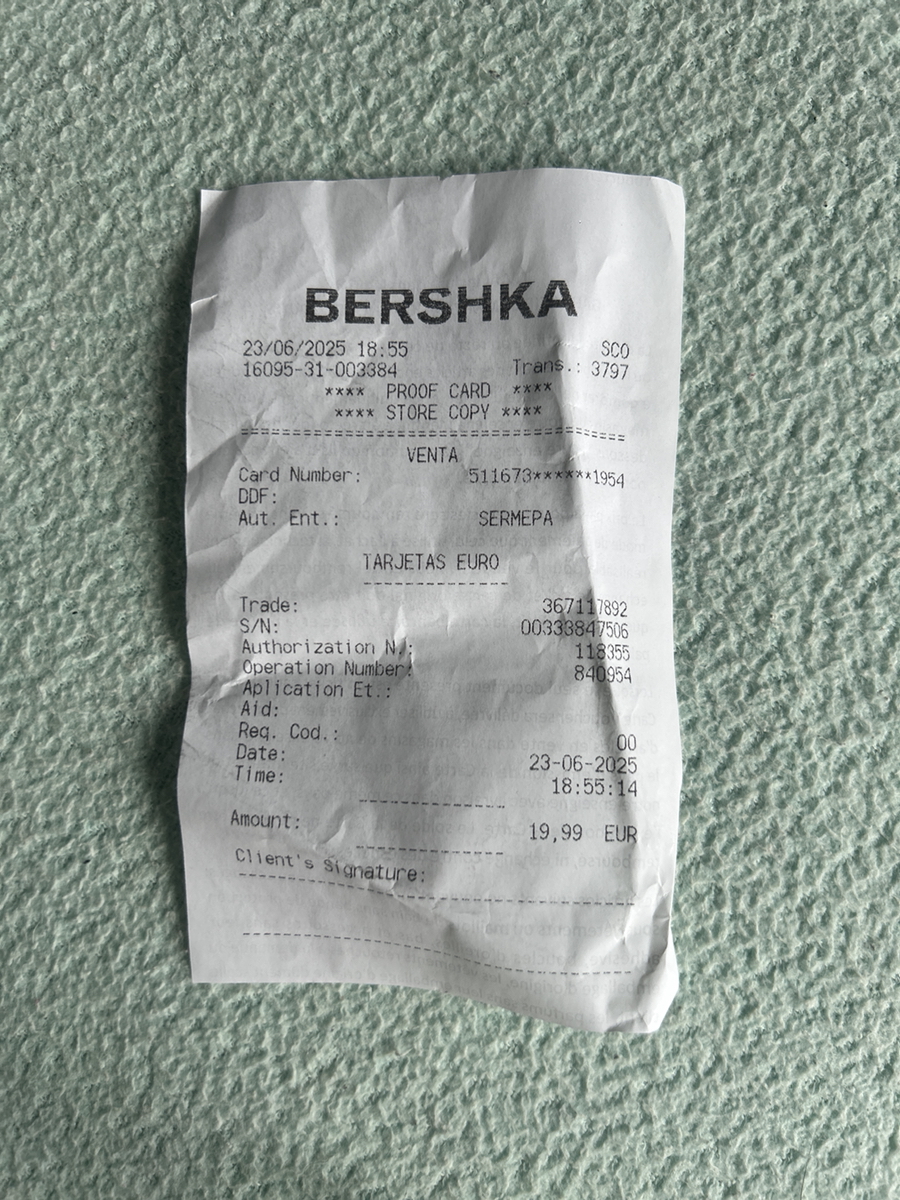 BERSHKA
23/06/2025 18:55 SCO
16095-31-003384 Trans.: 3797
**** PROOF CARD ****
**** STORE COPY ****
VENTA
Card Number: 511673******1954
DDF:
Aut. Ent.: SERMEPA
TARJETAS EURO
Trade: 367117892
S/N: 00333847506
Authorization N.: 118355
Operation Number: 840954
Aplication Et.:
Aid:
Req. Cod.: 00
Date: 23-06-2025
Time: 18:55:14
Amount: 19,99 EUR
Client's Signature: